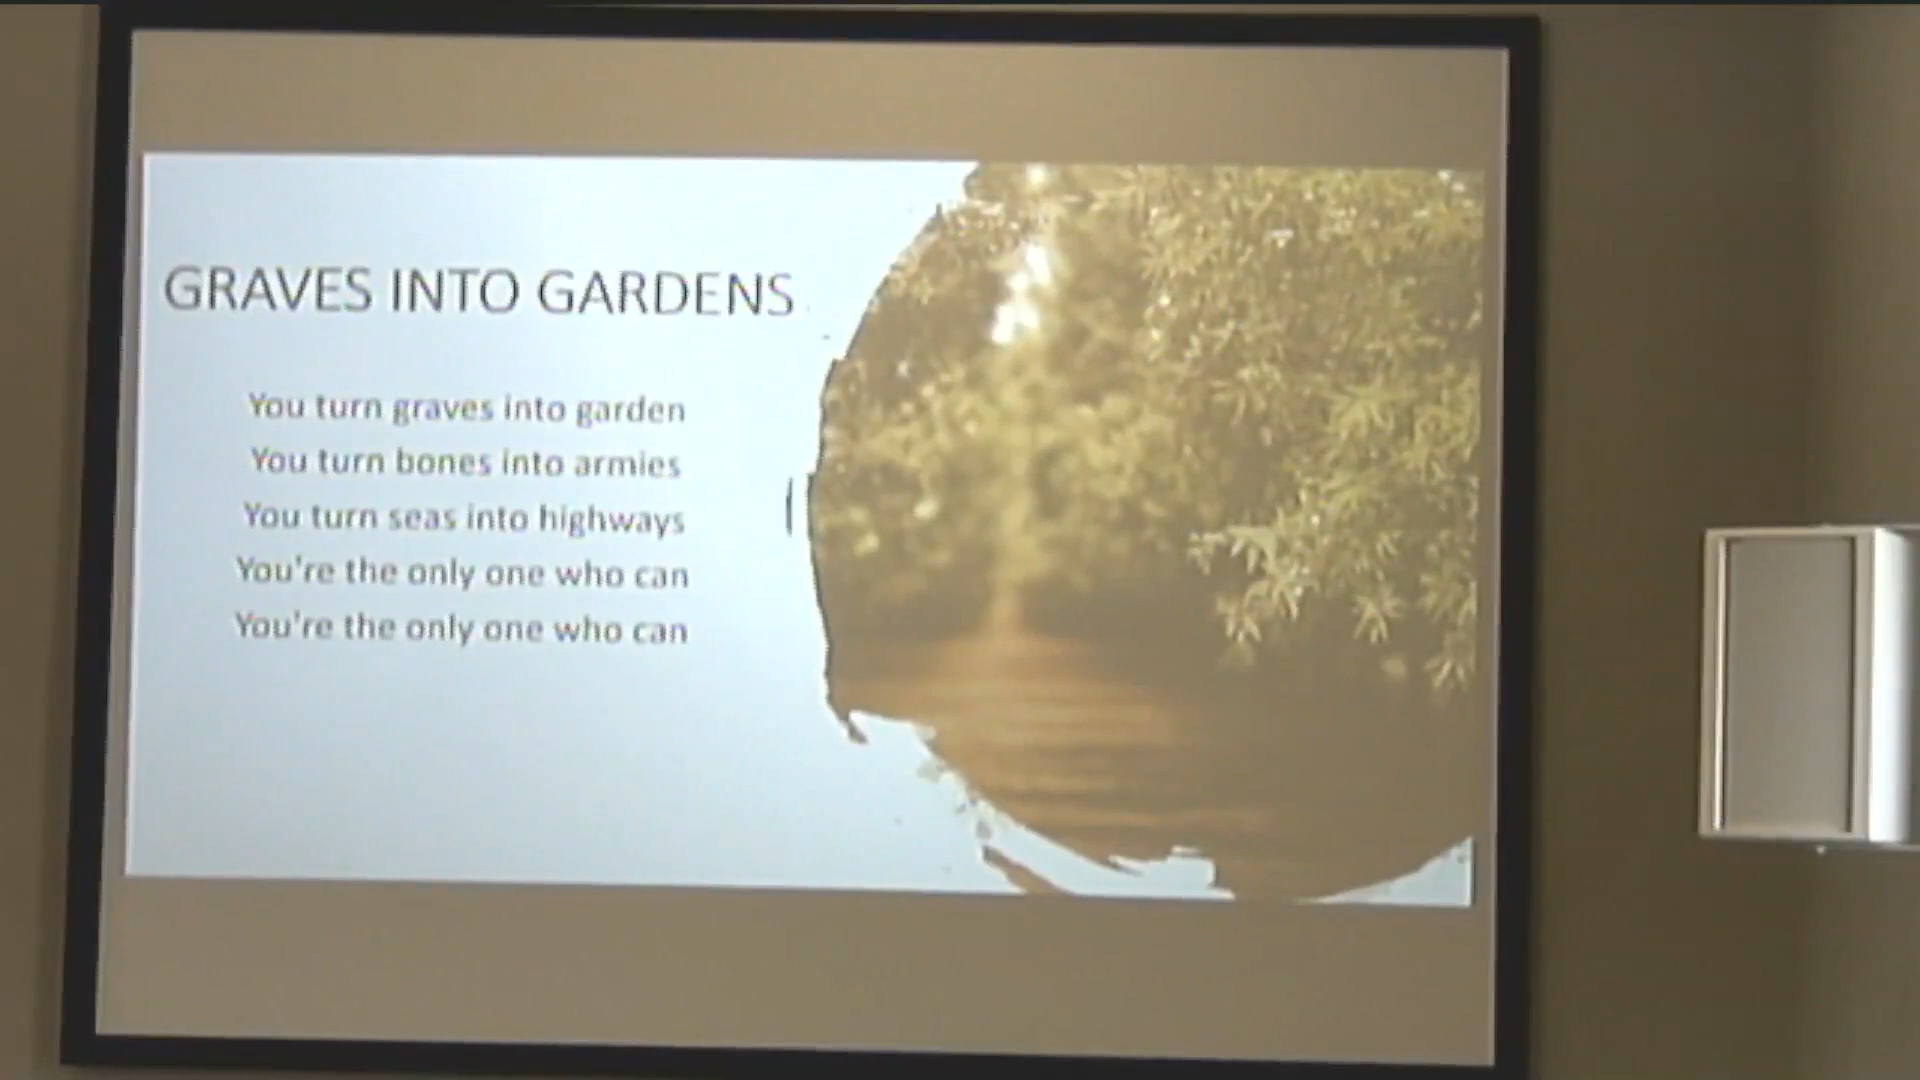 GRAVES INTO GARDENS
You turn graves into garden
You turn bones into armies
You turn seas into highways
You're the only one who can
You're the only one who can